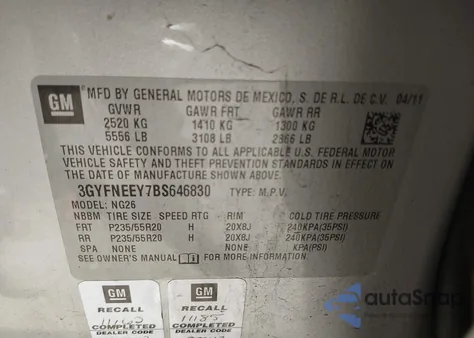 GM MFD BY GENERAL MOTORS DE MEXICO, S. DE R.L. DE C.V. 04/11
GVWR GAWR FRT GAWR RR
2520 KG 1410 KG 1300 KG
5556 LB 3108 LB 2866 LB
THIS VEHICLE CONFORMS TO ALL APPLICABLE U.S. FEDERAL MOTOR
VEHICLE SAFETY AND THEFT PREVENTION STANDARDS IN EFFECT ON
THE DATE OF MANUFACTURE SHOWN ABOVE.
3GYFNEEY7BS646830 TYPE: M.P.V.
MODEL: NG26
NBBM TIRE SIZE SPEED RTG RIM COLD TIRE PRESSURE
FRT P235/55R20 H 20X8J 240KPA(35PSI)
RR P235/55R20 H 20X8J 240KPA(35PSI)
SPA NONE NONE KPA(PSI)
SEE OWNER'S MANUAL FOR MORE INFORMATION.
GM GM
RECALL RECALL
11162 1185
COMPLETED COMPLETED
DEALER CODE DEALER CODE
autoSnap